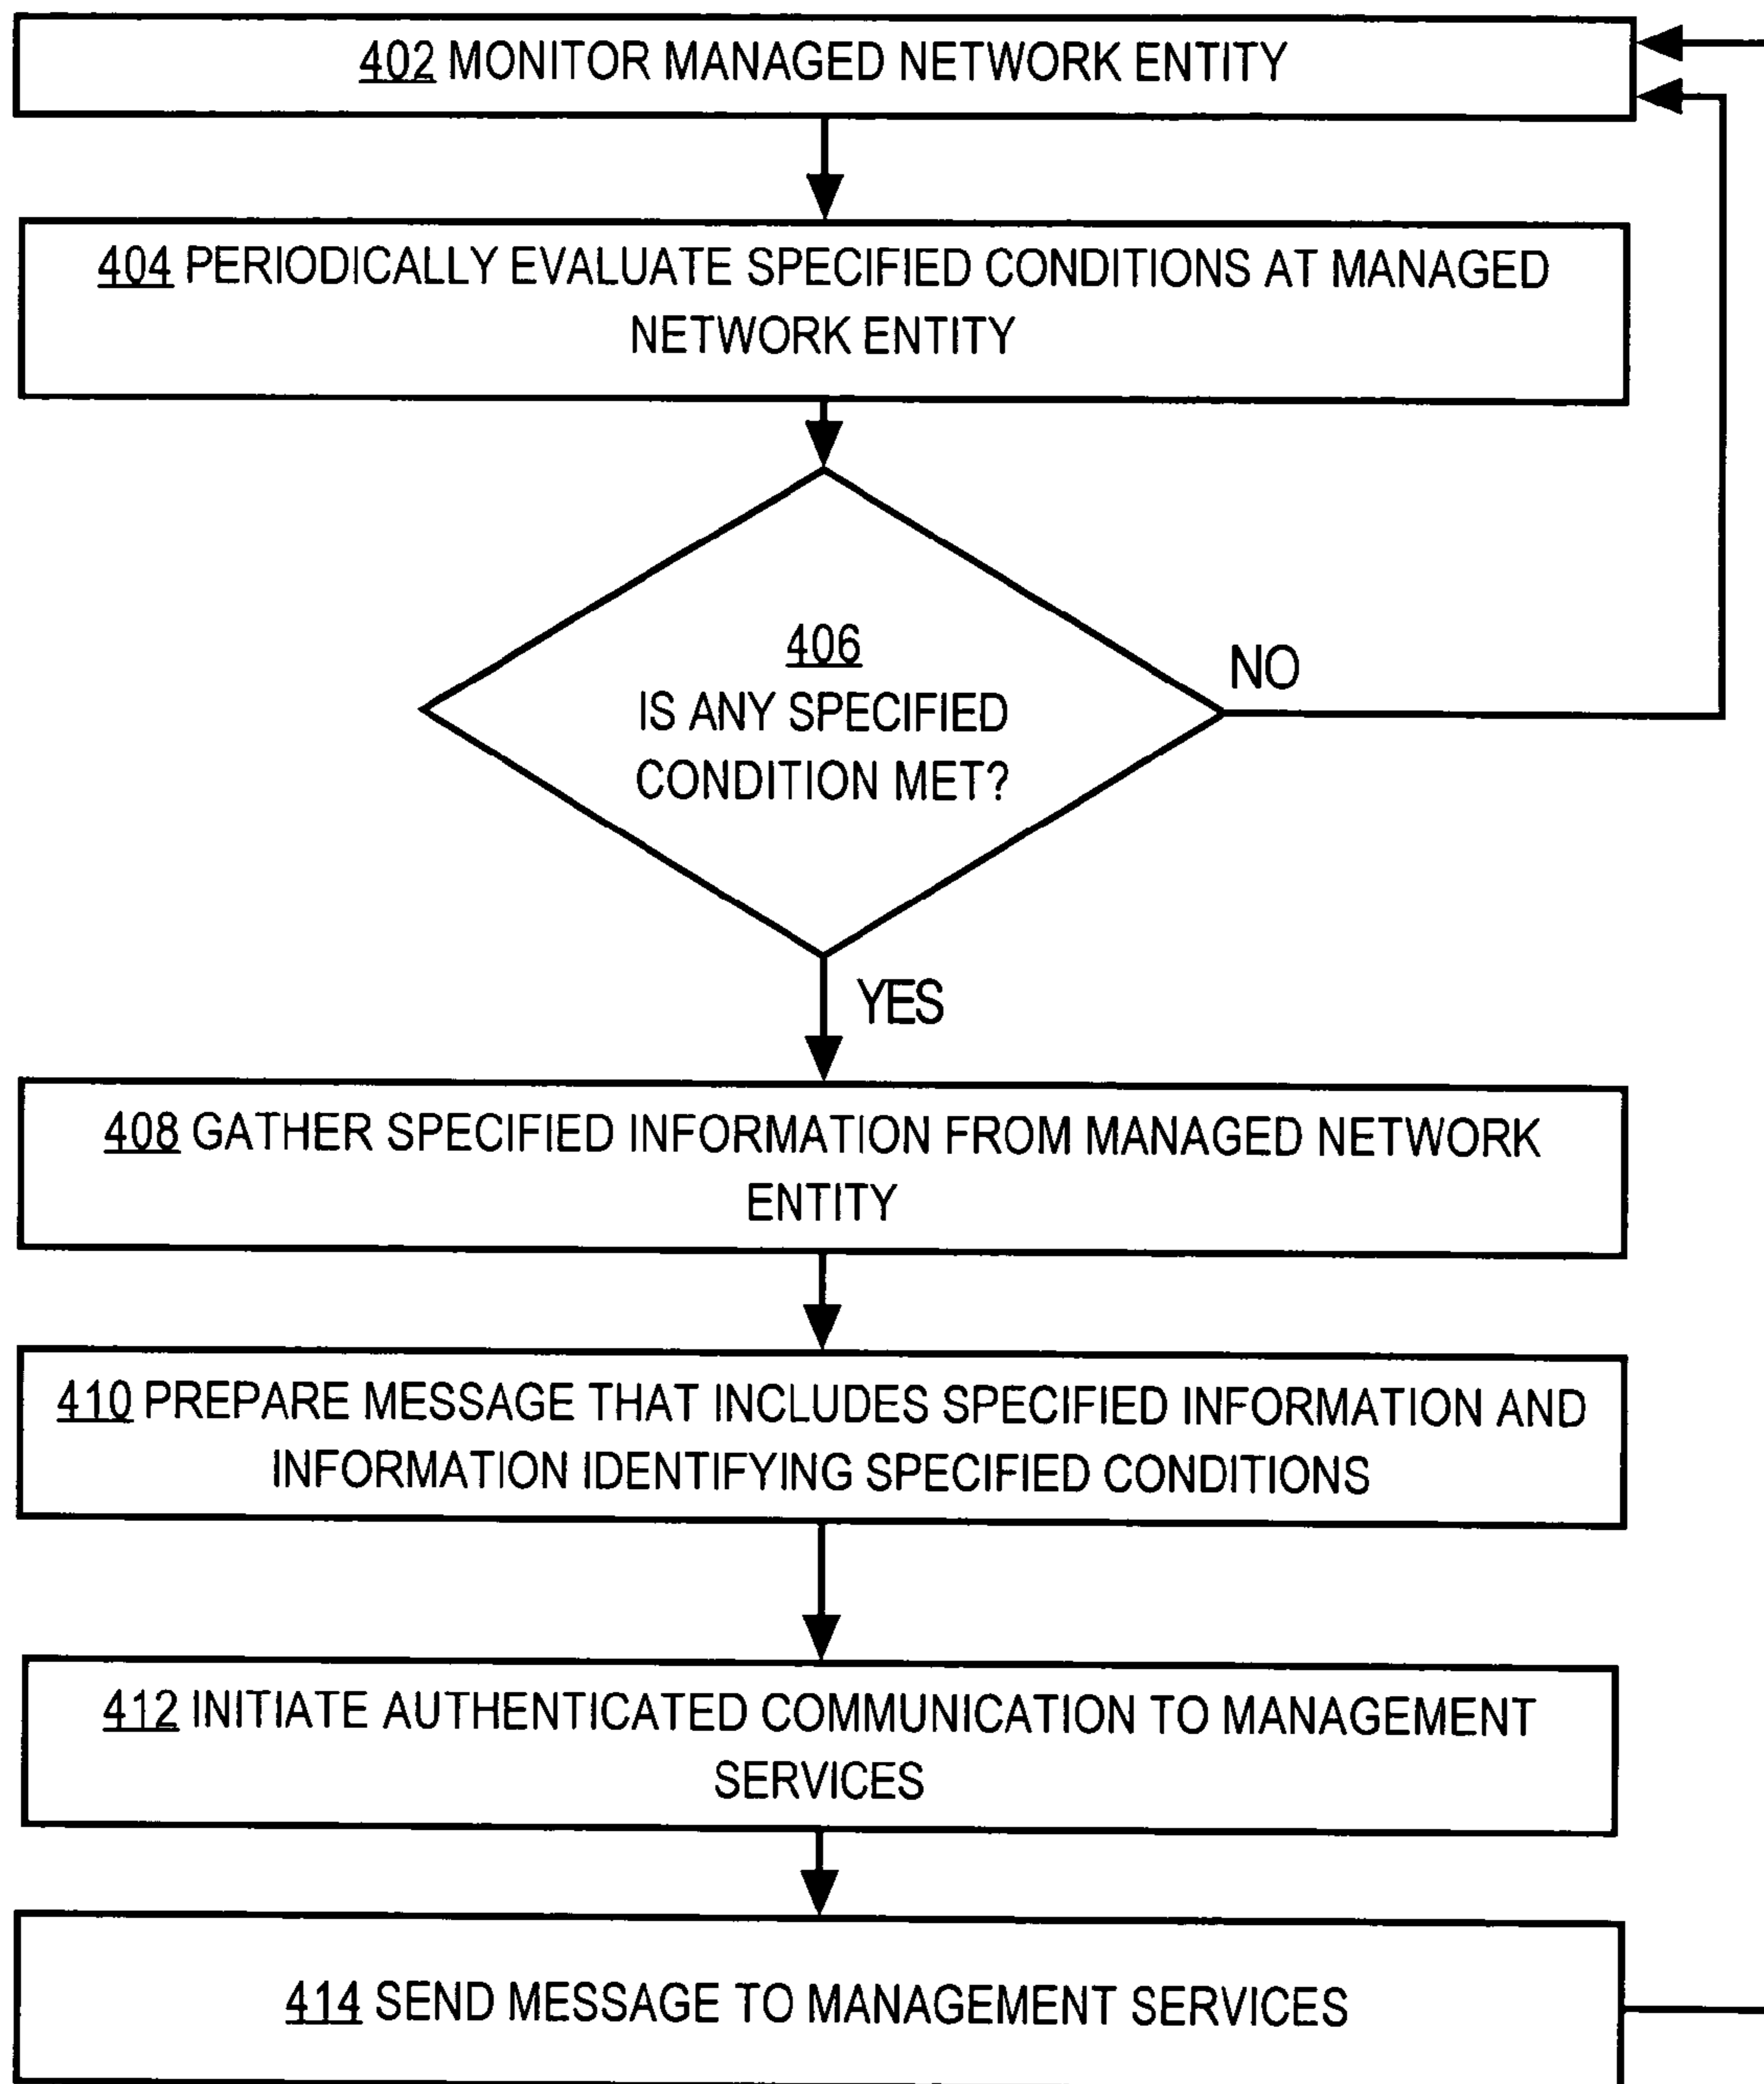 402 MONITOR MANAGED NETWORK ENTITY
404 PERIODICALLY EVALUATE SPECIFIED CONDITIONS AT MANAGED
NETWORK ENTITY
406
IS ANY SPECIFIED
CONDITION MET?
NO
YES
408 GATHER SPECIFIED INFORMATION FROM MANAGED NETWORK
ENTITY
410 PREPARE MESSAGE THAT INCLUDES SPECIFIED INFORMATION AND
INFORMATION IDENTIFYING SPECIFIED CONDITIONS
412 INITIATE AUTHENTICATED COMMUNICATION TO MANAGEMENT
SERVICES
414 SEND MESSAGE TO MANAGEMENT SERVICES